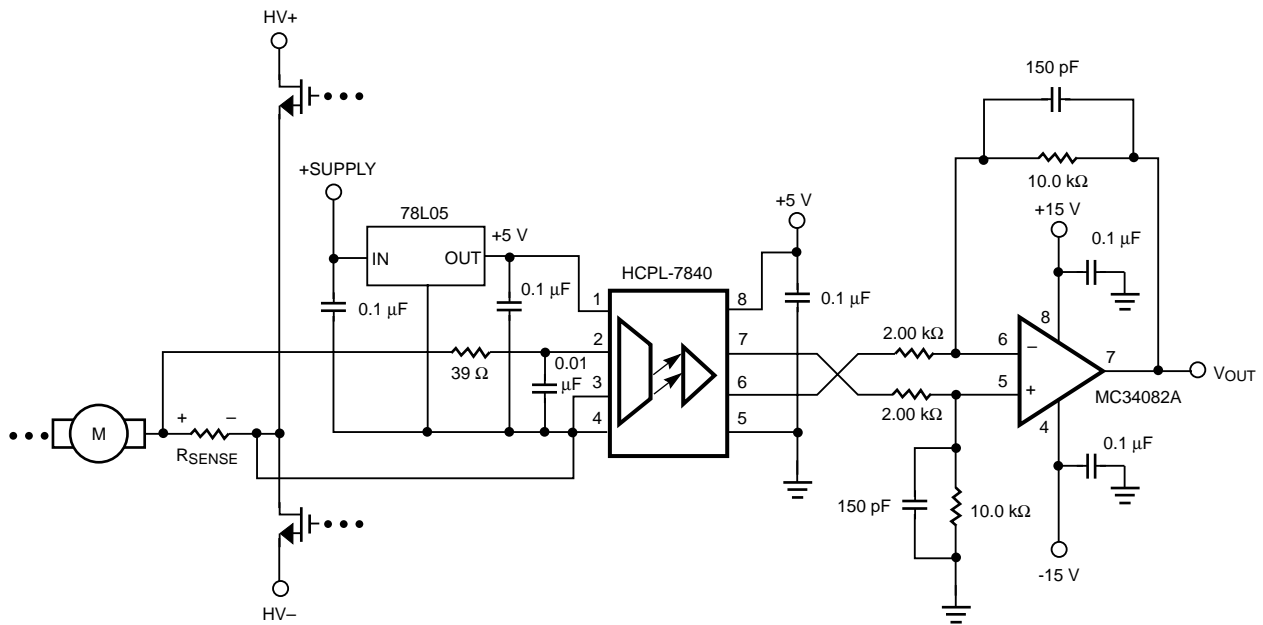 HV+
150 pF
+SUPPLY
10.0 kΩ
+5 V
+15 V
78L05
+5 V
0.1 µF
IN
OUT
HCPL-7840
0.1 µF
0.1 µF
1
8
0.1 µF
8
2.00 kΩ
2
7
6
–
7
39 Ω
0.01
µF
3
6
5
+
VOUT
2.00 kΩ
MC34082A
4
5
4
+
–
M
RSENSE
0.1 µF
150 pF
10.0 kΩ
-15 V
HV–